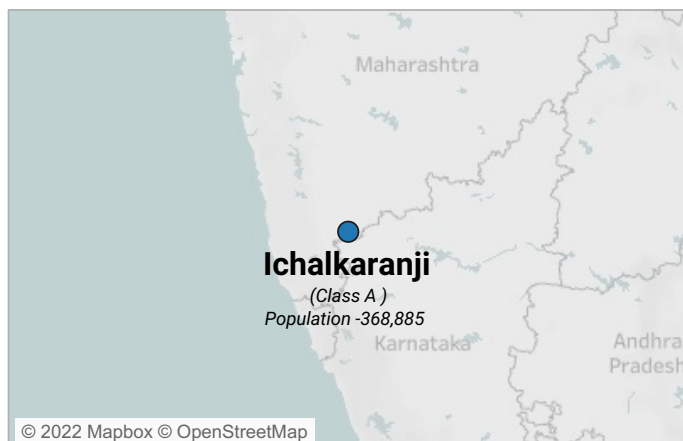 Maharashtra
Ichalkaranji
(Class A )
Population -368,885
Karnataka
Andhra
Pradesh
© 2022 Mapbox © OpenStreetMap